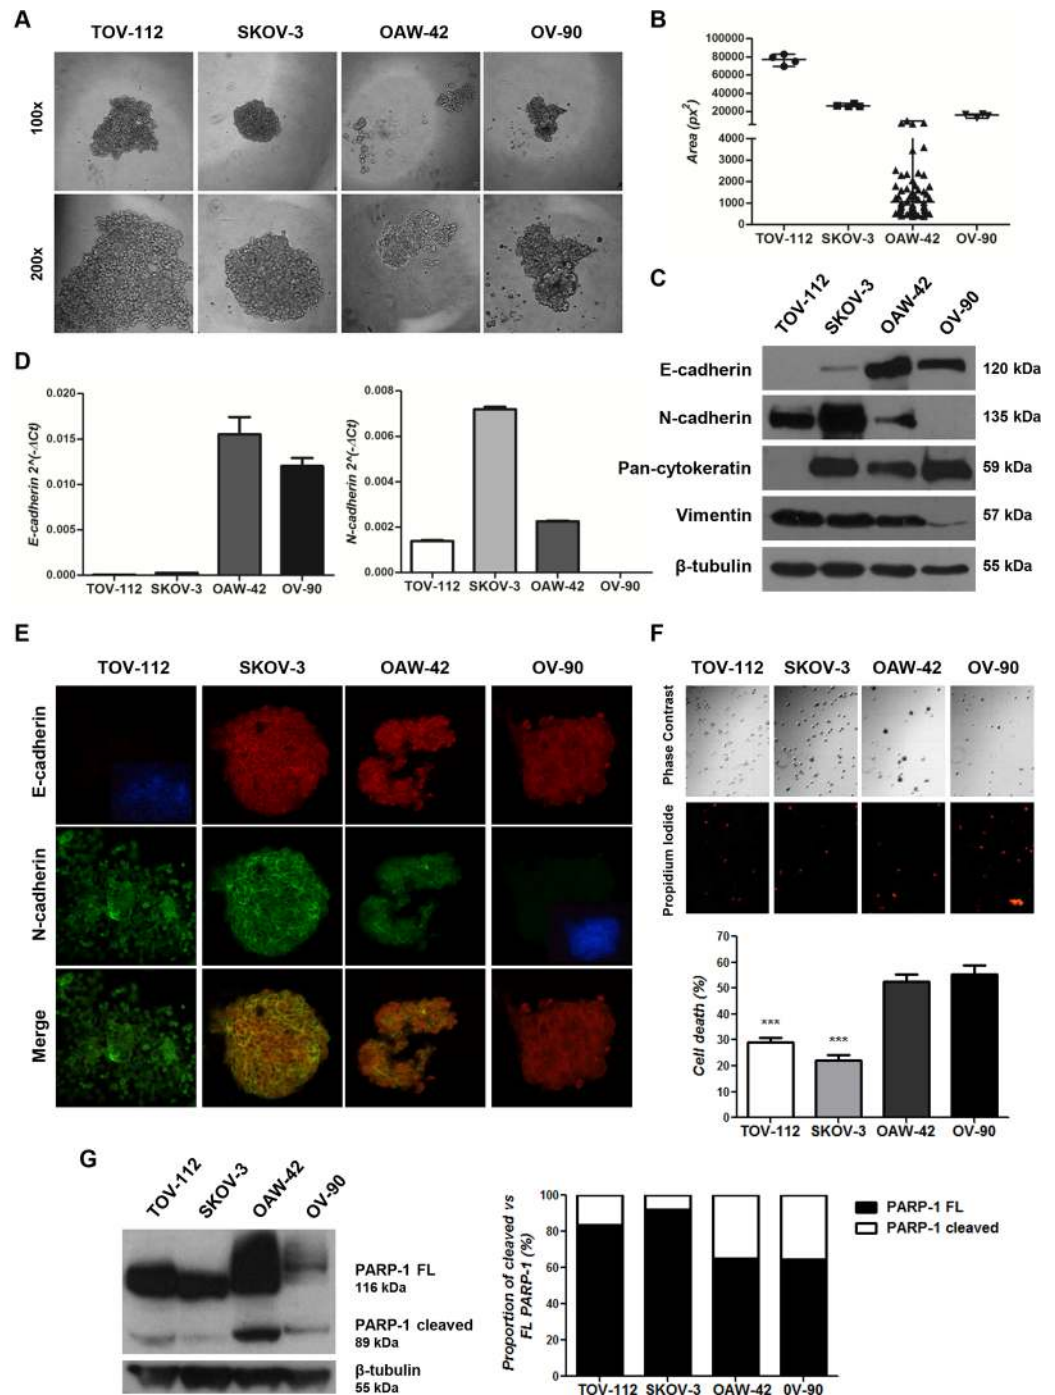 A
TOV-112 SKOV-3 OAW-42 OV-90
100x
200x
B
100000
80000
60000
40000
20000
4000
3000
2000
1000
0
Area (px²)
TOV-112 SKOV-3 OAW-42 OV-90
C
TOV-112 SKOV-3 OAW-42 OV-90
E-cadherin 120 kDa
N-cadherin 135 kDa
Pan-cytokeratin 59 kDa
Vimentin 57 kDa
β-tubulin 55 kDa
D
0.020
0.015
0.010
0.005
0.000
E-cadherin 2^(-ΔCt)
TOV-112 SKOV-3 OAW-42 OV-90
0.008
0.006
0.004
0.002
0.000
N-cadherin 2^(-ΔCt)
TOV-112 SKOV-3 OAW-42 OV-90
E
TOV-112 SKOV-3 OAW-42 OV-90
E-cadherin
N-cadherin
Merge
F
TOV-112 SKOV-3 OAW-42 OV-90
Phase Contrast
Propidium Iodide
70
60
50
40
30
20
10
0
Cell death (%)
***
***
TOV-112 SKOV-3 OAW-42 OV-90
G
TOV-112 SKOV-3 OAW-42 OV-90
PARP-1 FL
116 kDa
PARP-1 cleaved
89 kDa
β-tubulin
55 kDa
100
80
60
40
20
0
Proportion of cleaved vs
FL PARP-1 (%)
TOV-112 SKOV-3 OAW-42 0V-90
PARP-1 FL
PARP-1 cleaved